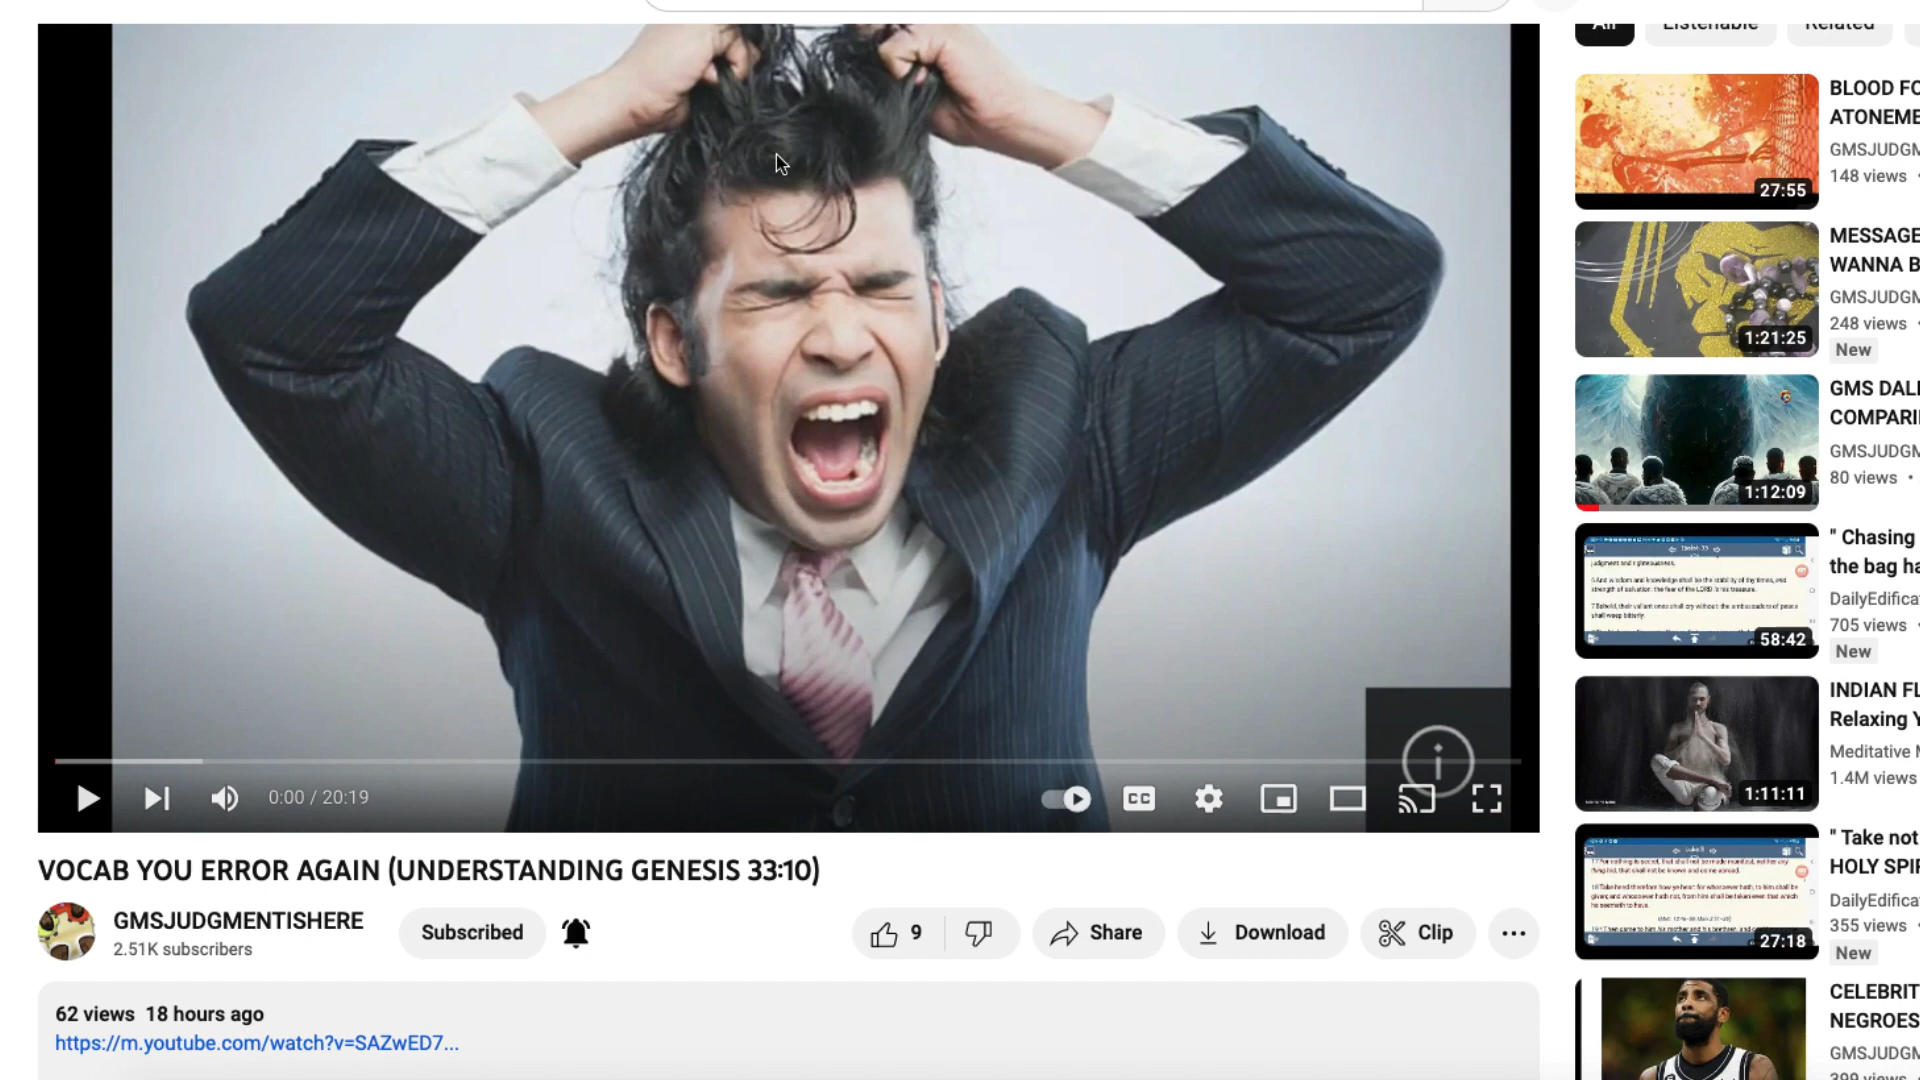 All
Listenable
Related
0:00 / 20:19
CC
VOCAB YOU ERROR AGAIN (UNDERSTANDING GENESIS 33:10)
GMSJUDGMENTISHERE
2.51K subscribers
Subscribed
9
Share
Download
Clip
62 views 18 hours ago
https://m.youtube.com/watch?v=SAZwED7...
27:55
BLOOD FO
ATONEME
GMSJUDGM
148 views •
1:21:25
MESSAGE
WANNA B
GMSJUDGM
248 views •
New
1:12:09
GMS DALL
COMPARI
GMSJUDGM
80 views •
58:42
" Chasing
the bag ha
DailyEdifica
705 views •
New
1:11:11
INDIAN FL
Relaxing Y
Meditative M
1.4M views
27:18
" Take not
HOLY SPIR
DailyEdifica
355 views •
New
CELEBRIT
NEGROES
GMSJUDGM
399 views •